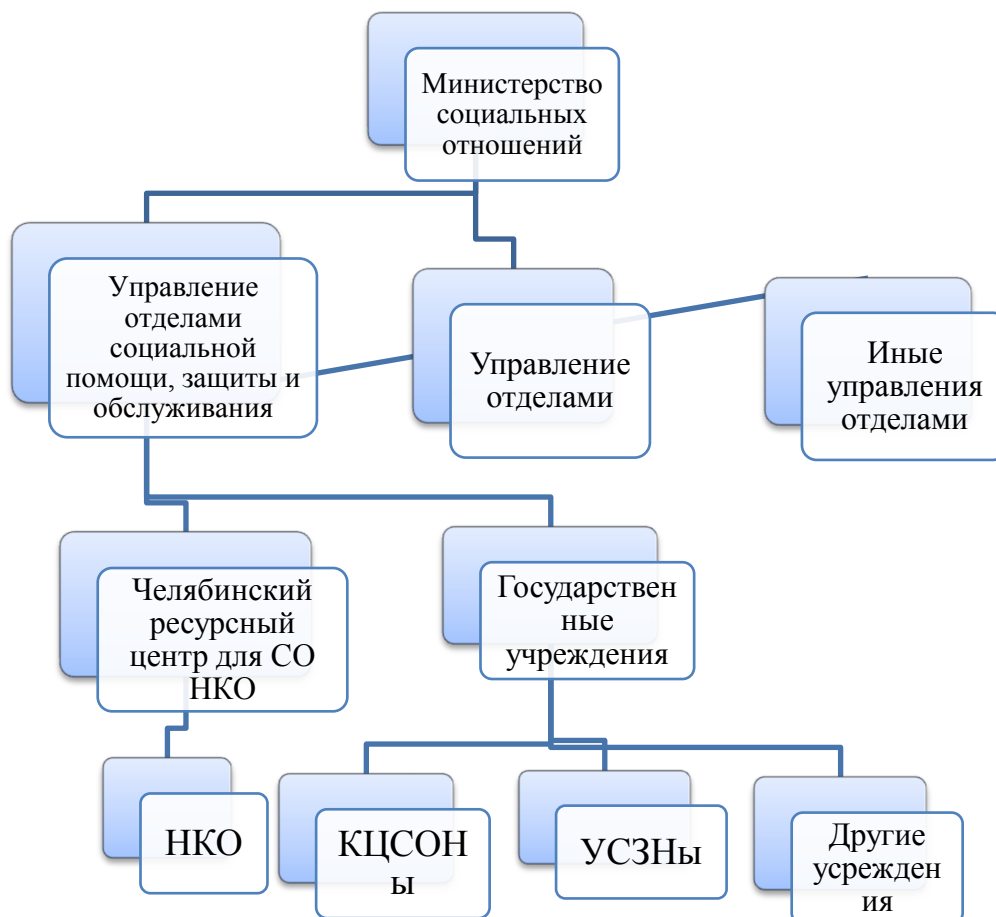 Министерство
социальных
отношений
Управление
отделами
социальной
помощи, защиты и
обслуживания
Управление
отделами
Иные
управления
отделами
Челябинский
ресурсный
центр для СО
НКО
Государствен
ные
учреждения
НКО
КЦСОН
ы
УСЗНы
Другие
усрежден
ия